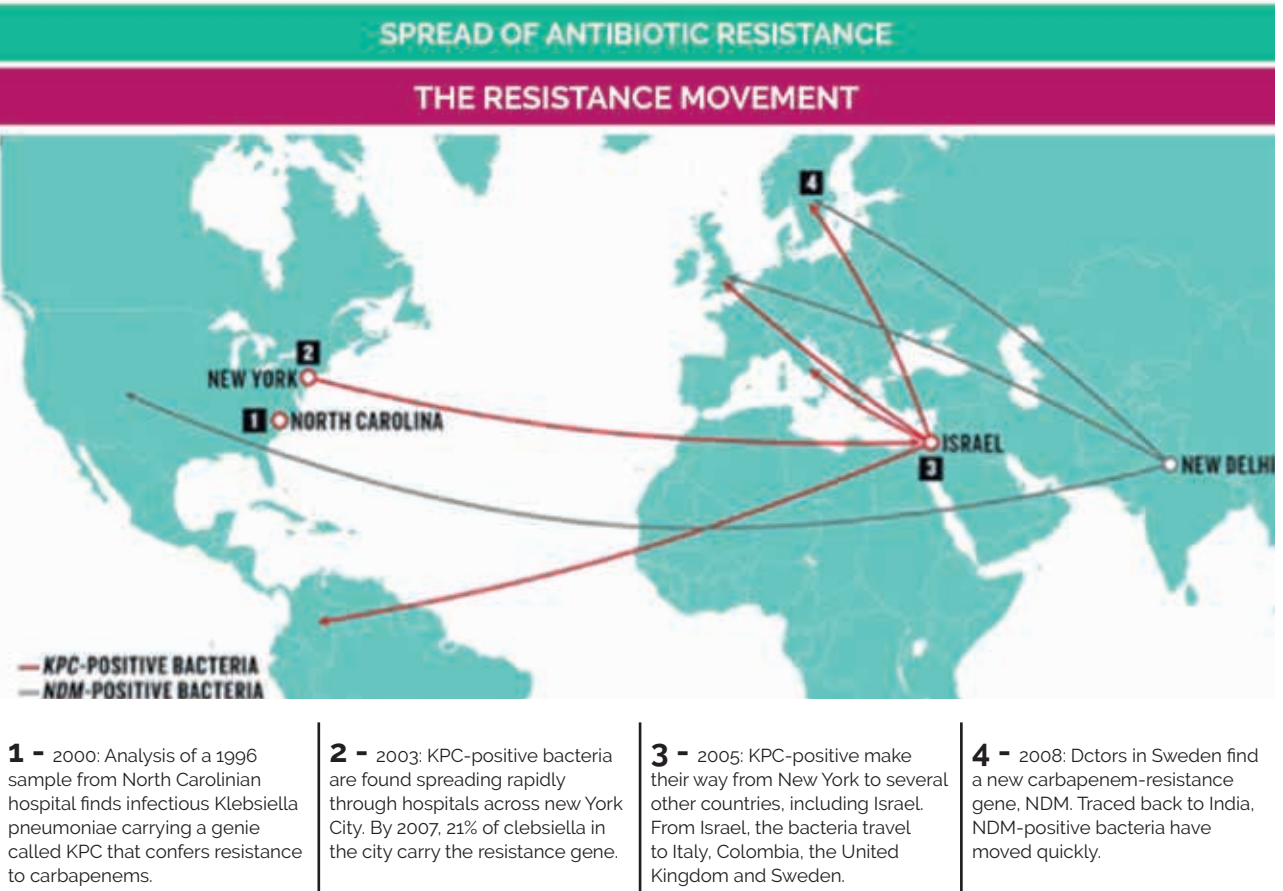 SPREAD OF ANTIBIOTIC RESISTANCE
THE RESISTANCE MOVEMENT
4
2
NEW YORK
1 NORTH CAROLINA
ISRAEL
3
NEW DELHI
KPC-POSITIVE BACTERIA
NDM-POSITIVE BACTERIA
1 - 2000: Analysis of a 1996
sample from North Carolinian
hospital finds infectious Klebsiella
pneumoniae carrying a genie
called KPC that confers resistance
to carbapenems.
2 - 2003: KPC-positive bacteria
are found spreading rapidly
through hospitals across new York
City. By 2007, 21% of clebsiella in
the city carry the resistance gene.
3 - 2005: KPC-positive make
their way from New York to several
other countries, including Israel.
From Israel, the bacteria travel
to Italy, Colombia, the United
Kingdom and Sweden.
4 - 2008: Dctors in Sweden find
a new carbapenem-resistance
gene, NDM. Traced back to India,
NDM-positive bacteria have
moved quickly.